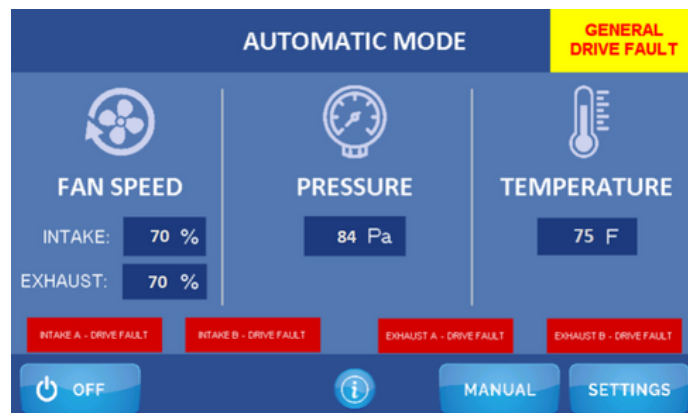 AUTOMATIC MODE
GENERAL
DRIVE FAULT
FAN SPEED
INTAKE: 70 %
EXHAUST: 70 %
PRESSURE
84 Pa
TEMPERATURE
75 F
INTAKE A - DRIVE FAULT
INTAKE B - DRIVE FAULT
EXHAUST A - DRIVE FAULT
EXHAUST B - DRIVE FAULT
OFF
i
MANUAL
SETTINGS